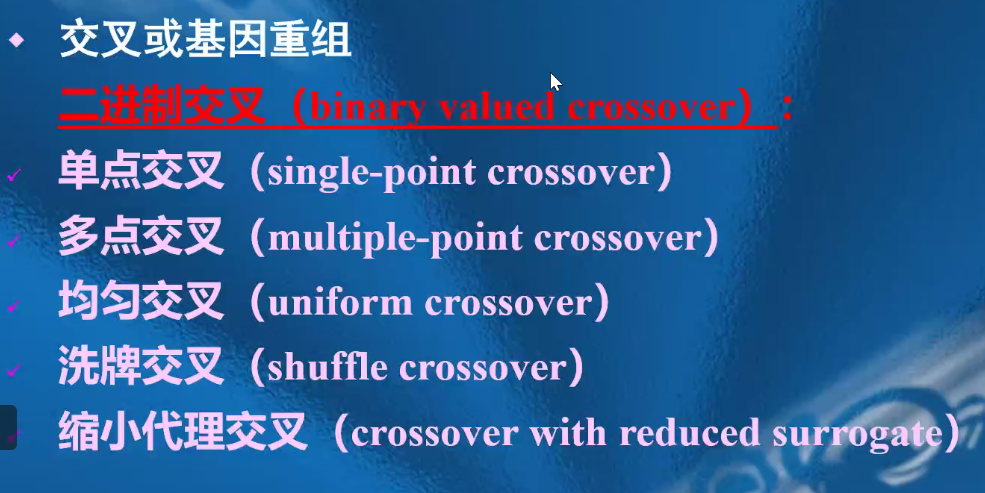 交叉或基因重组
二进制交叉（binary valued crossover）：
单点交叉（single-point crossover）
多点交叉（multiple-point crossover）
均匀交叉（uniform crossover）
洗牌交叉（shuffle crossover）
缩小代理交叉（crossover with reduced surrogate）